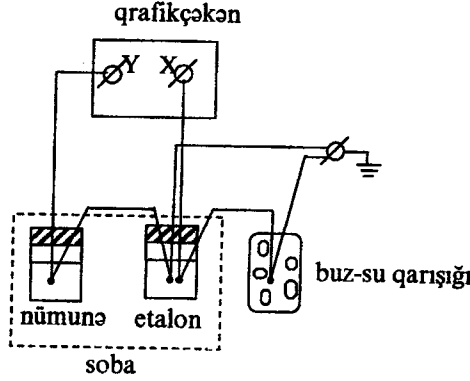 qrafikçəkən
Y X
buz-su qarışığı
nümunə etalon
soba